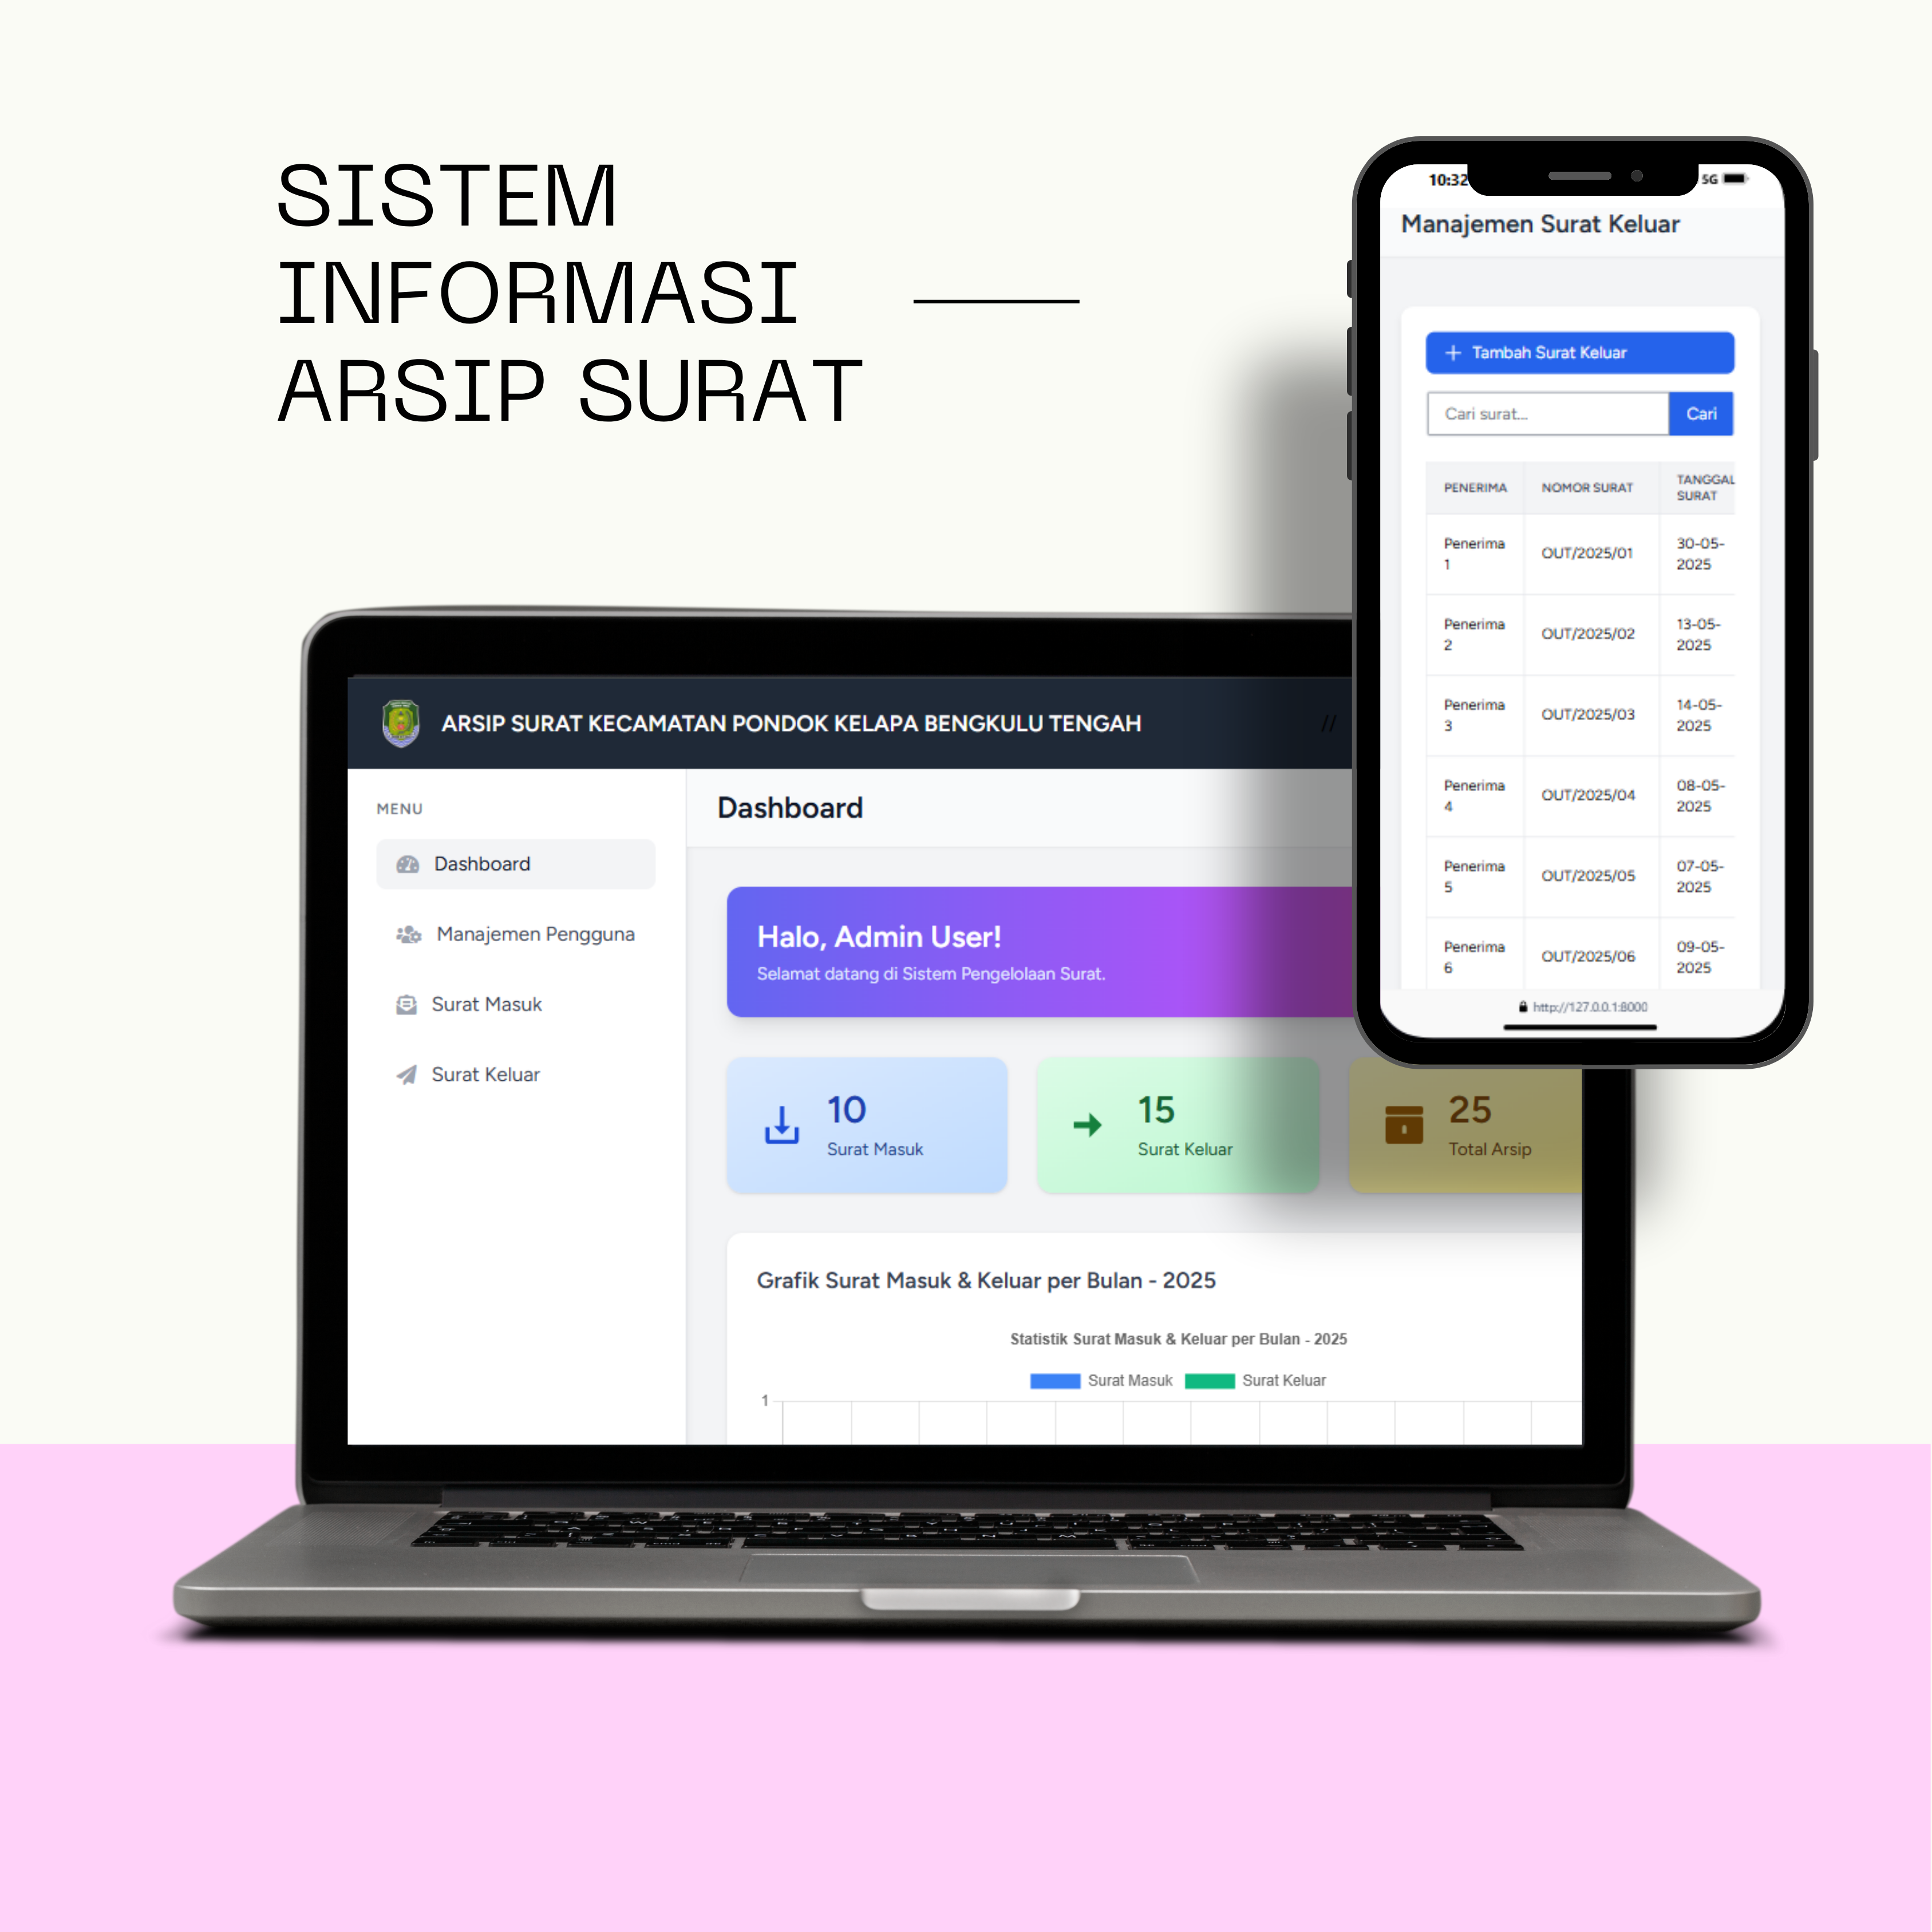 SISTEM
INFORMASI
ARSIP SURAT
10:32
5G
Manajemen Surat Keluar
+ Tambah Surat Keluar
Cari surat... Cari
PENERIMA NOMOR SURAT TANGGAL SURAT
Penerima 1 OUT/2025/01 30-05-2025
Penerima 2 OUT/2025/02 13-05-2025
Penerima 3 OUT/2025/03 14-05-2025
Penerima 4 OUT/2025/04 08-05-2025
Penerima 5 OUT/2025/05 07-05-2025
Penerima 6 OUT/2025/06 09-05-2025
http://127.0.0.1:8000
ARSIP SURAT KECAMATAN PONDOK KELAPA BENGKULU TENGAH //
MENU
Dashboard
Manajemen Pengguna
Surat Masuk
Surat Keluar
Dashboard
Halo, Admin User!
Selamat datang di Sistem Pengelolaan Surat.
10
Surat Masuk
15
Surat Keluar
25
Total Arsip
Grafik Surat Masuk & Keluar per Bulan - 2025
Statistik Surat Masuk & Keluar per Bulan - 2025
Surat Masuk Surat Keluar
1